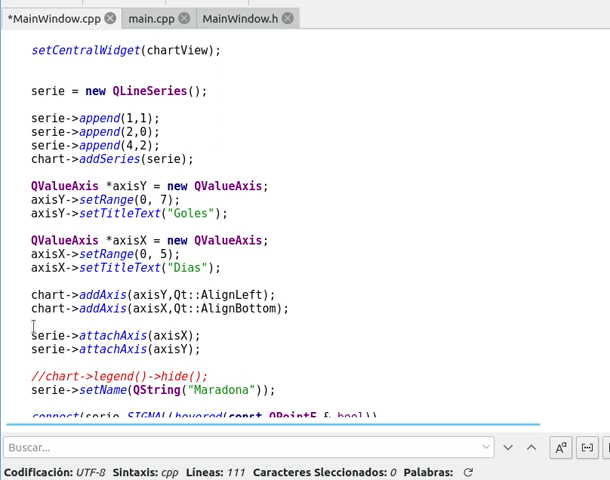 *MainWindow.cpp main.cpp MainWindow.h
setCentralWidget(chartView);
serie = new QLineSeries();
serie->append(1,1);
serie->append(2,0);
serie->append(4,2);
chart->addSeries(serie);
QValueAxis *axisY = new QValueAxis;
axisY->setRange(0, 7);
axisY->setTitleText("Goles");
QValueAxis *axisX = new QValueAxis;
axisX->setRange(0, 5);
axisX->setTitleText("Dias");
chart->addAxis(axisY,Qt::AlignLeft);
chart->addAxis(axisX,Qt::AlignBottom);
serie->attachAxis(axisX);
serie->attachAxis(axisY);
//chart->legend()->hide();
serie->setName(QString("Maradona"));
connect(serie,SIGNAL(hovered(const QPointF &,bool))
Buscar...
Codificación: UTF-8 Sintaxis: cpp Líneas: 111 Caracteres Sleccionados: 0 Palabras: